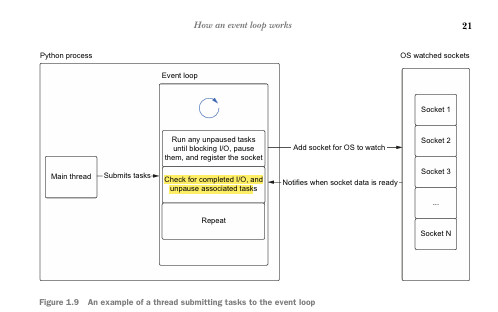 How an event loop works
21
Python process
OS watched sockets
Event loop
Run any unpaused tasks
until blocking I/O, pause
them, and register the socket
Main thread
Submits tasks
Check for completed I/O, and
unpause associated tasks
Repeat
Add socket for OS to watch
Notifies when socket data is ready
Socket 1
Socket 2
Socket 3
...
Socket N
Figure 1.9 An example of a thread submitting tasks to the event loop